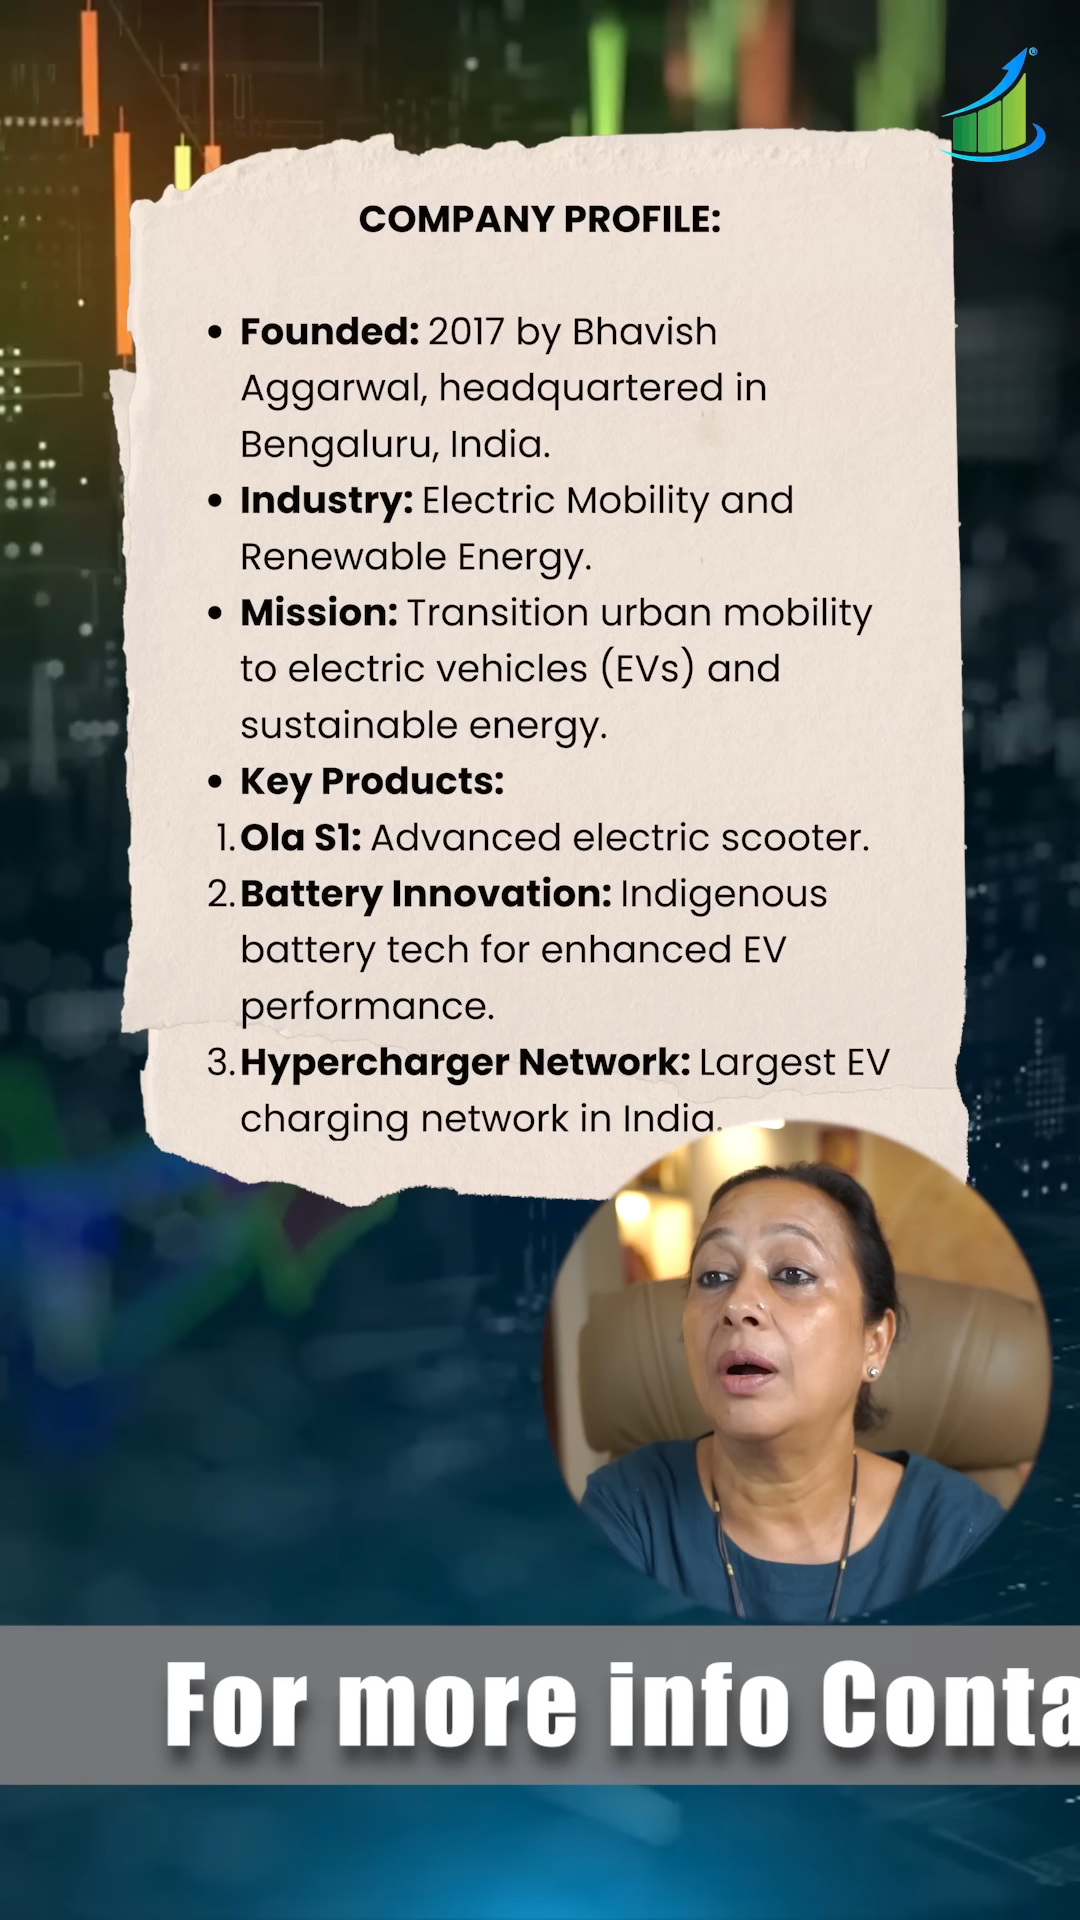 ®
COMPANY PROFILE:
• Founded: 2017 by Bhavish
Aggarwal, headquartered in
Bengaluru, India.
• Industry: Electric Mobility and
Renewable Energy.
• Mission: Transition urban mobility
to electric vehicles (EVs) and
sustainable energy.
• Key Products:
1. Ola S1: Advanced electric scooter.
2. Battery Innovation: Indigenous
battery tech for enhanced EV
performance.
3. Hypercharger Network: Largest EV
charging network in India.
For more info Conta